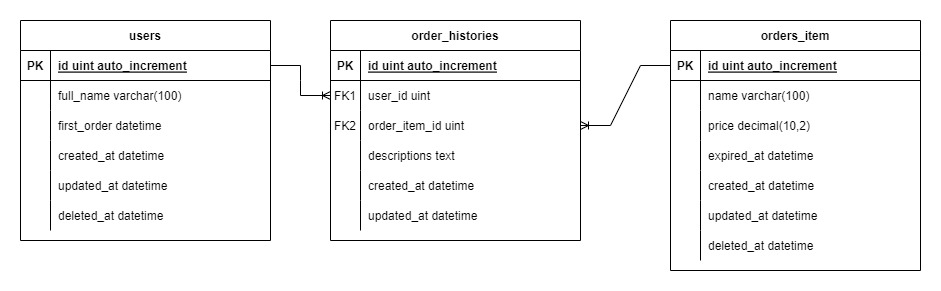 users
PK id uint auto_increment
full_name varchar(100)
first_order datetime
created_at datetime
updated_at datetime
deleted_at datetime
order_histories
PK id uint auto_increment
FK1 user_id uint
FK2 order_item_id uint
descriptions text
created_at datetime
updated_at datetime
orders_item
PK id uint auto_increment
name varchar(100)
price decimal(10,2)
expired_at datetime
created_at datetime
updated_at datetime
deleted_at datetime